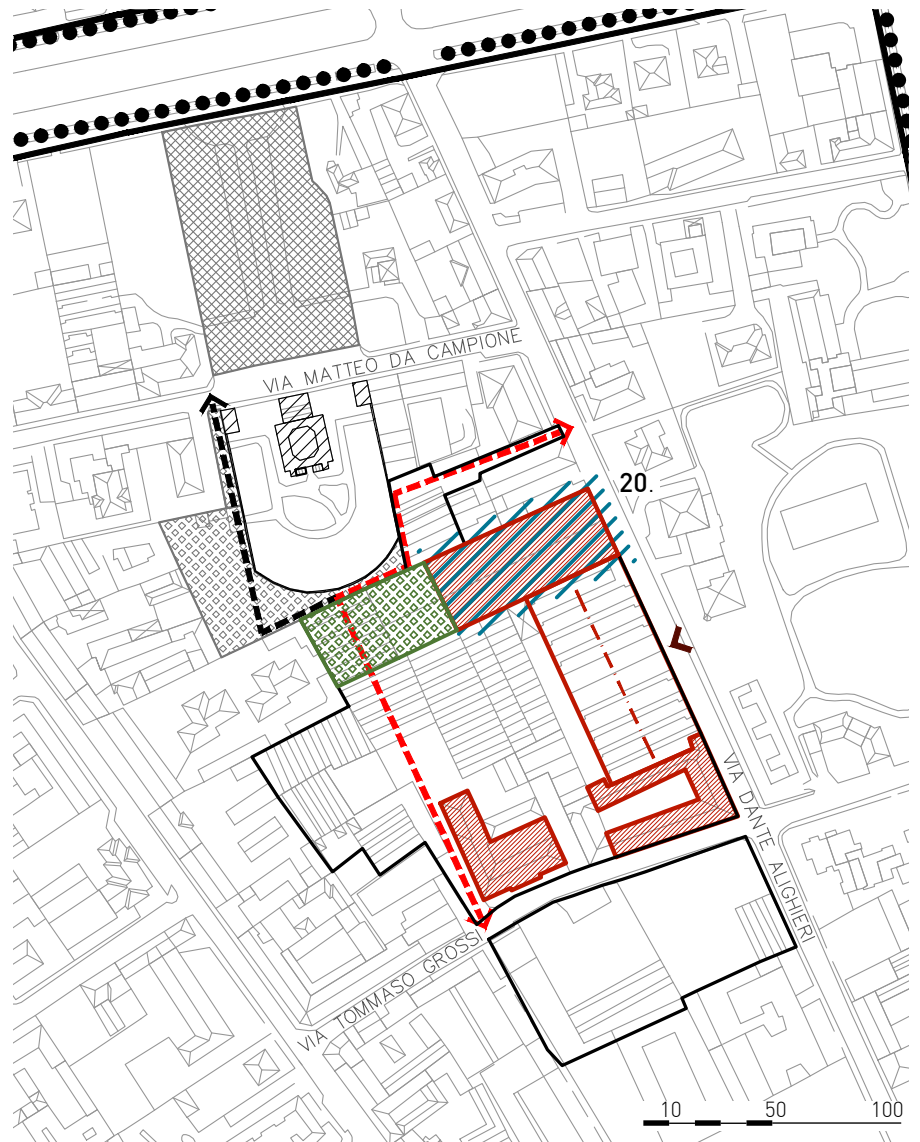 VIA MATTEO DA CAMPIONE
20.
VIA DANTE ALIGHIERI
VIA TOMMASO GROSSI
10 50 100